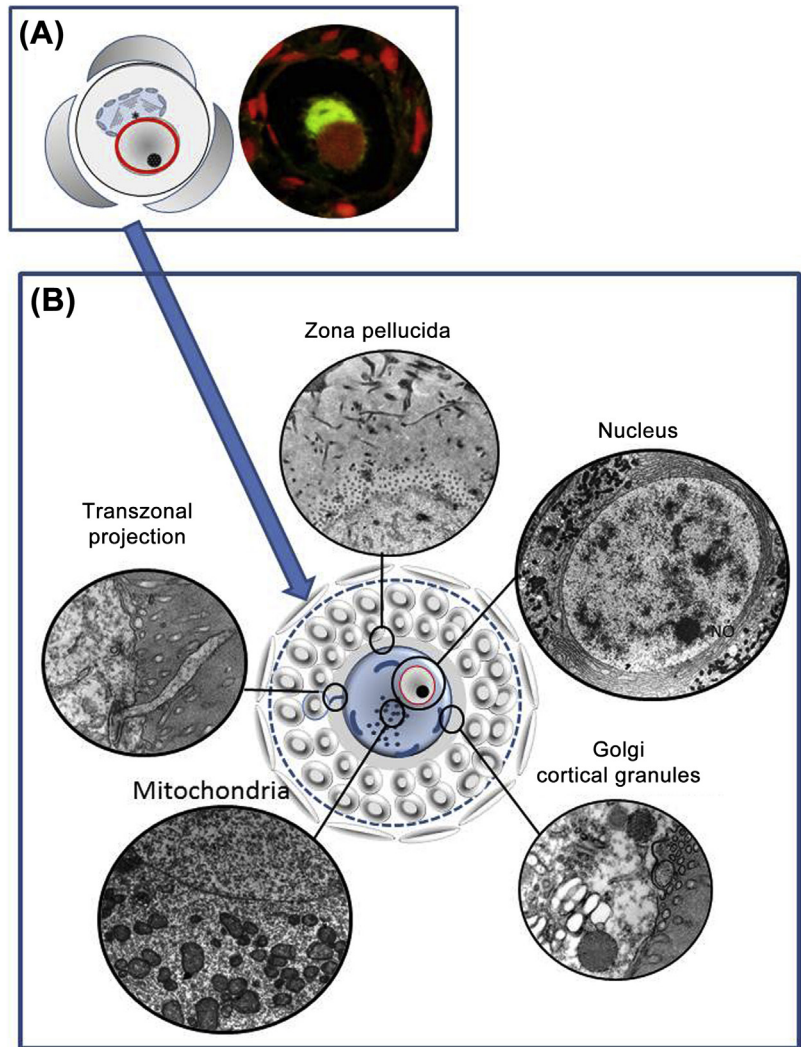 (A)
(B)
Zona pellucida
Nucleus
Transzonal
projection
NO
Golgi
cortical granules
Mitochondria